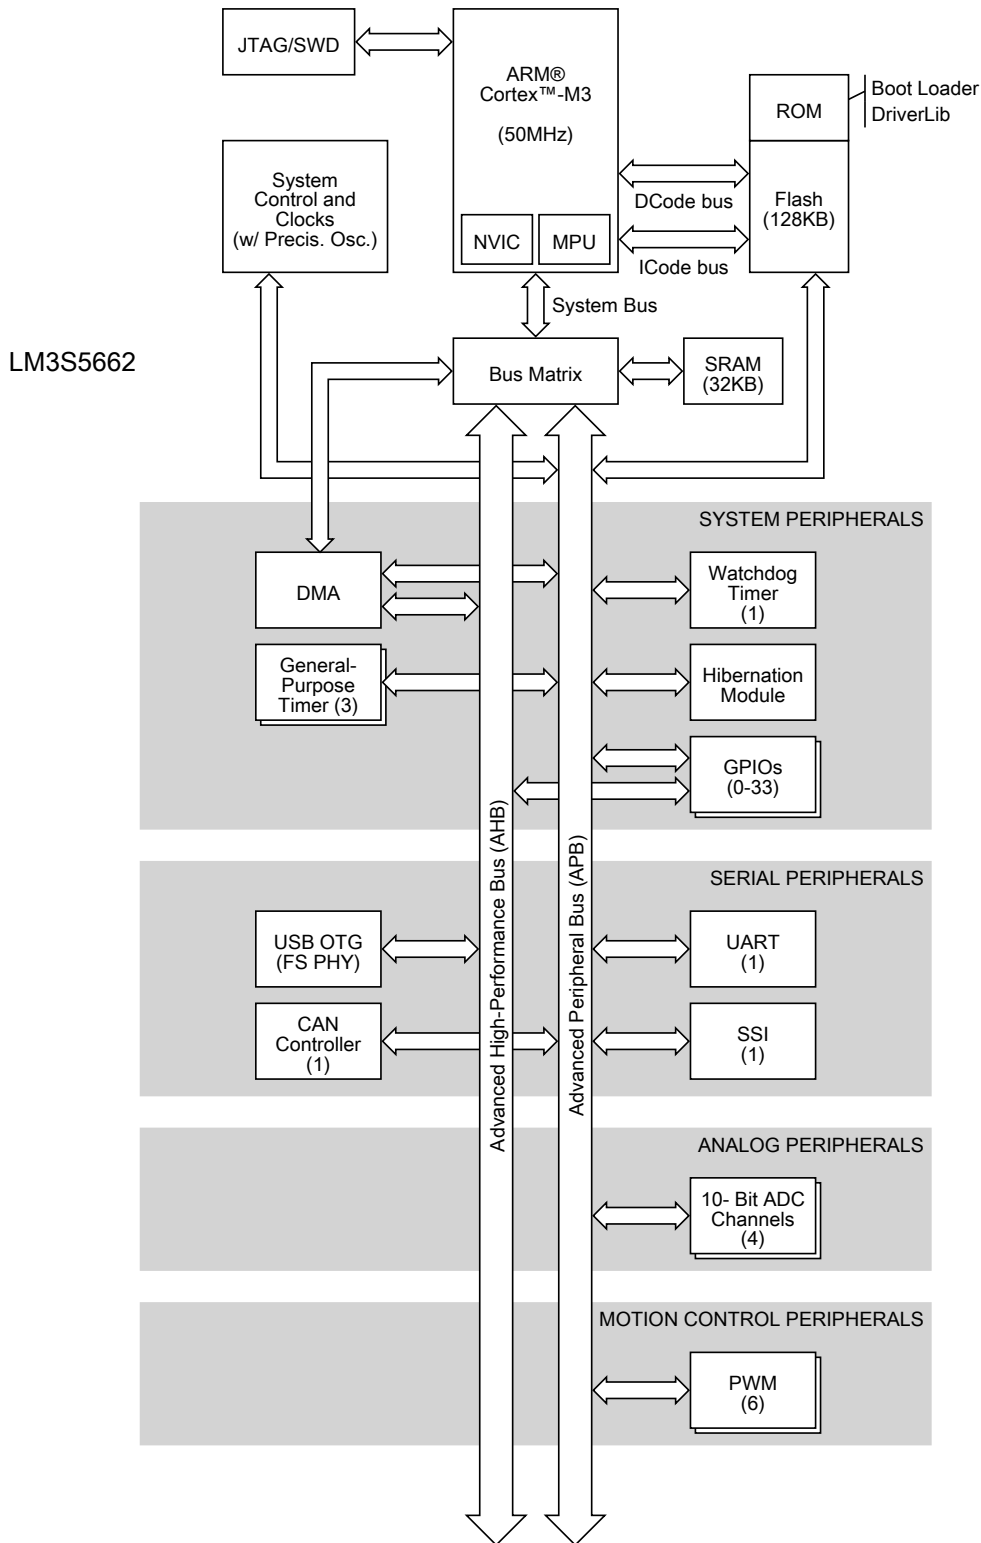 JTAG/SWD
ARM®
Cortex™-M3
(50MHz)
NVIC
MPU
ROM
Boot Loader
DriverLib
Flash
(128KB)
DCode bus
ICode bus
System
Control and
Clocks
(w/ Precis. Osc.)
System Bus
LM3S5662
Bus Matrix
SRAM
(32KB)
SYSTEM PERIPHERALS
DMA
Watchdog
Timer
(1)
General-
Purpose
Timer (3)
Hibernation
Module
GPIOs
(0-33)
Advanced High-Performance Bus (AHB)
Advanced Peripheral Bus (APB)
SERIAL PERIPHERALS
USB OTG
(FS PHY)
UART
(1)
CAN
Controller
(1)
SSI
(1)
ANALOG PERIPHERALS
10- Bit ADC
Channels
(4)
MOTION CONTROL PERIPHERALS
PWM
(6)